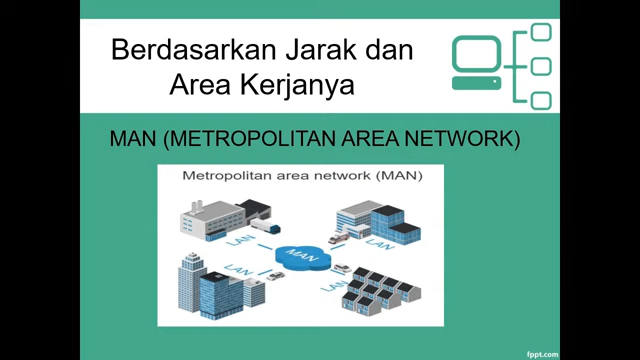 Berdasarkan Jarak dan
Area Kerjanya
MAN (METROPOLITAN AREA NETWORK)
Metropolitan area network (MAN)
LAN
LAN
MAN
LAN
LAN
fppt.com